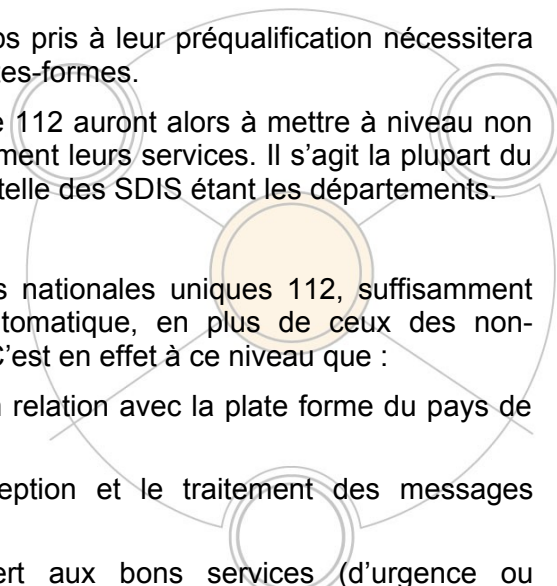 os pris à leur préqualification nécessitera
tes-formes.
e 112 auront alors à mettre à niveau non
ment leurs services. Il s'agit la plupart du
telle des SDIS étant les départements.
s nationales uniques 112, suffisamment
tomatique, en plus de ceux des non-
C'est en effet à ce niveau que :
n relation avec la plate forme du pays de
eption et le traitement des messages
ert aux bons services (d'urgence ou